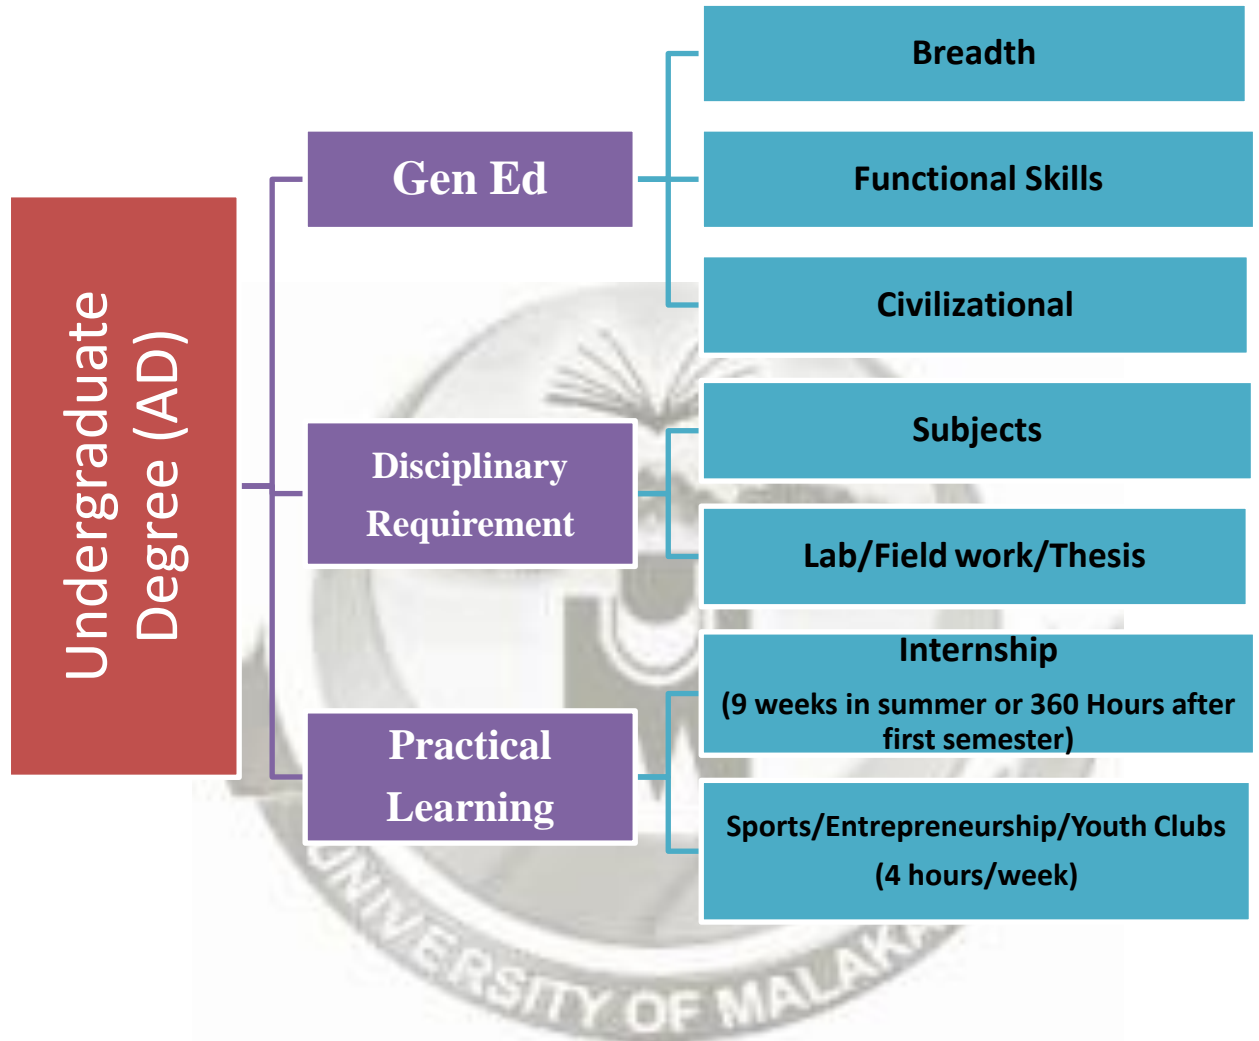 Undergraduate
Degree (AD)
Gen Ed
Breadth
Functional Skills
Civilizational
Disciplinary
Requirement
Subjects
Lab/Field work/Thesis
Practical
Learning
Internship
(9 weeks in summer or 360 Hours after
first semester)
Sports/Entrepreneurship/Youth Clubs
(4 hours/week)
UNIVERSITY OF